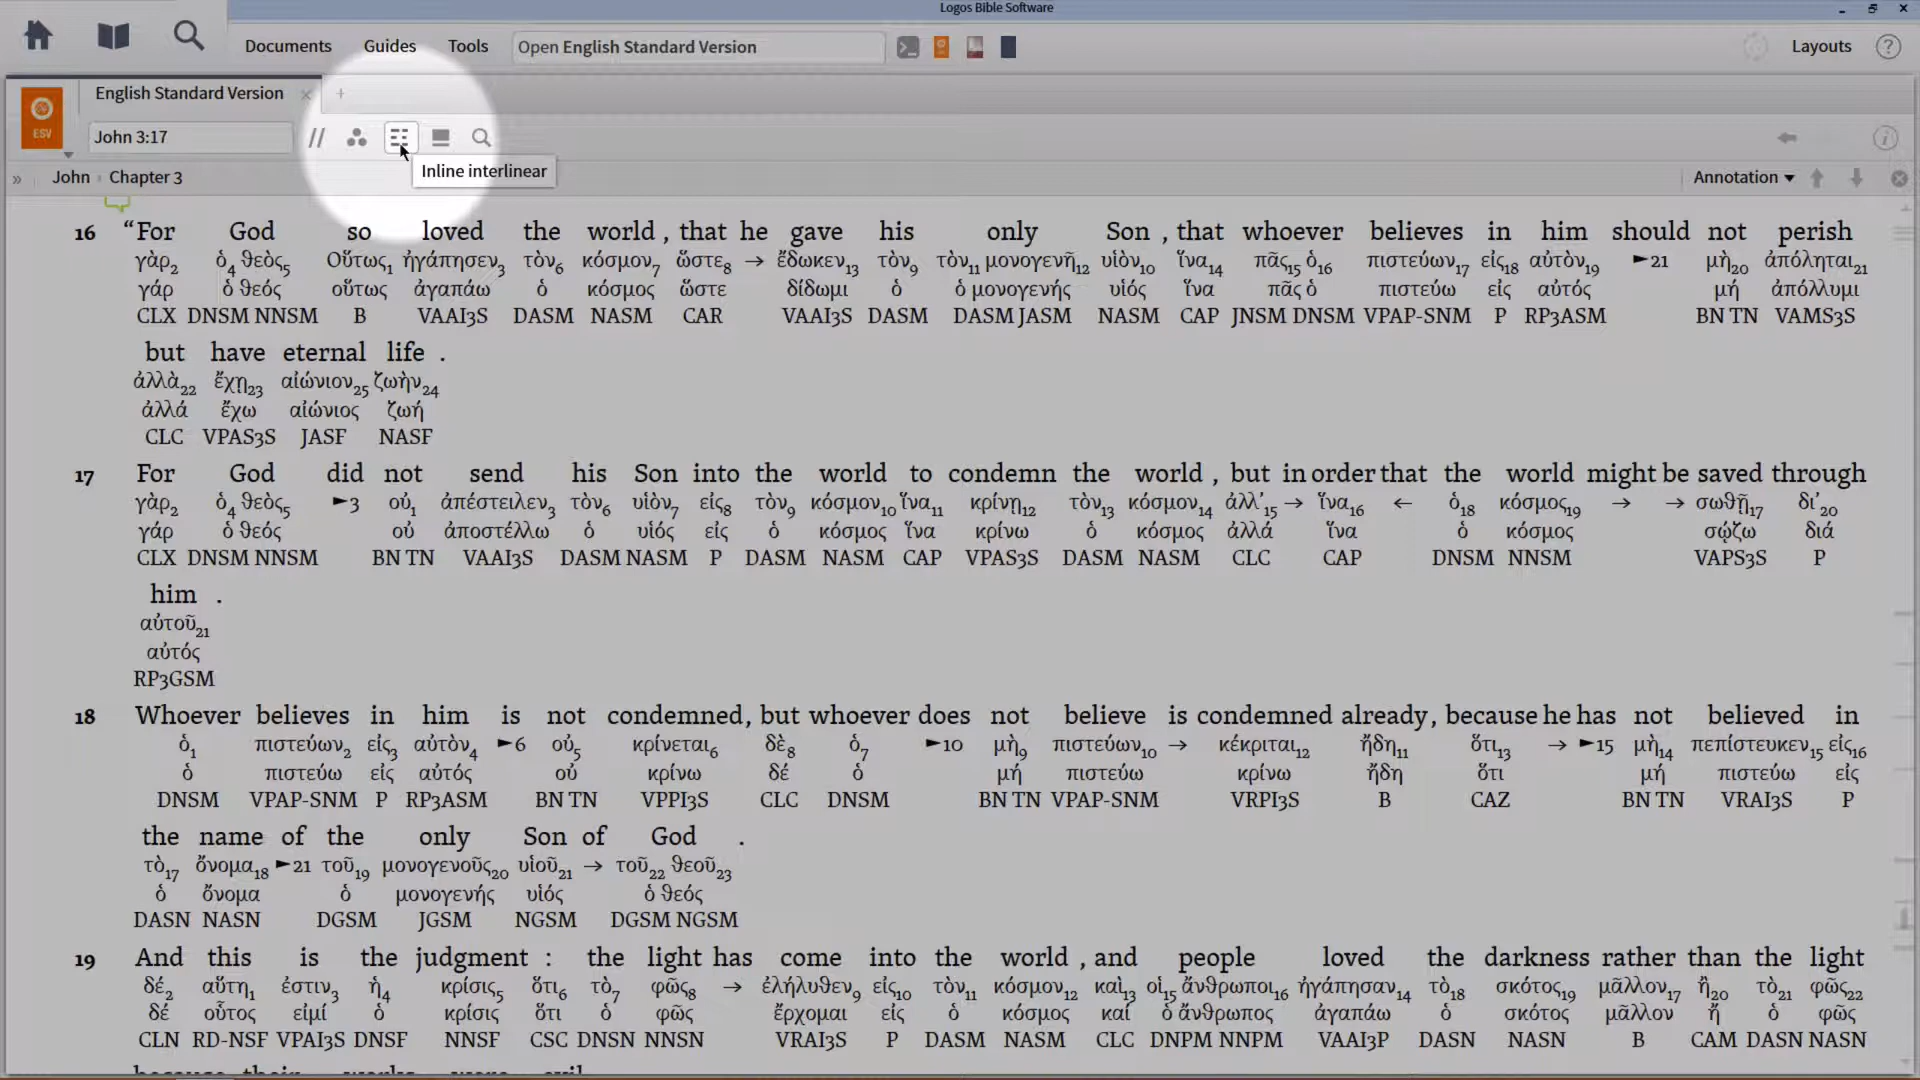 Logos Bible Software
Documents Guides Tools Open English Standard Version Layouts ?
English Standard Version × +
ESV John 3:17 //
Inline interlinear
» John › Chapter 3 Annotation
16 “For God so loved the world , that he gave his only Son , that whoever believes in him should not perish
γὰρ2 ὁ4 θεὸς5 Οὕτως1 ἠγάπησεν3 τὸν6 κόσμον7 ὥστε8 → ἔδωκεν13 τὸν9 τὸν11 μονογενῆ12 υἱὸν10 ἵνα14 πᾶς15 ὁ16 πιστεύων17 εἰς18 αὐτὸν19 ►21 μὴ20 ἀπόληται21
γάρ ὁ θεός οὕτως ἀγαπάω ὁ κόσμος ὥστε δίδωμι ὁ ὁ μονογενής υἱός ἵνα πᾶς ὁ πιστεύω εἰς αὐτός μή ἀπόλλυμι
CLX DNSM NNSM B VAAI3S DASM NASM CAR VAAI3S DASM DASM JASM NASM CAP JNSM DNSM VPAP-SNM P RP3ASM BN TN VAMS3S
but have eternal life .
ἀλλὰ22 ἔχῃ23 αἰώνιον25 ζωὴν24
ἀλλά ἔχω αἰώνιος ζωή
CLC VPAS3S JASF NASF
17 For God did not send his Son into the world to condemn the world , but in order that the world might be saved through
γὰρ2 ὁ4 θεὸς5 ►3 οὐ1 ἀπέστειλεν3 τὸν6 υἱὸν7 εἰς8 τὸν9 κόσμον10 ἵνα11 κρίνῃ12 τὸν13 κόσμον14 ἀλλ’15 → ἵνα16 ← ὁ18 κόσμος19 → → σωθῇ17 δι’20
γάρ ὁ θεός οὐ ἀποστέλλω ὁ υἱός εἰς ὁ κόσμος ἵνα κρίνω ὁ κόσμος ἀλλά ἵνα ὁ κόσμος σῴζω διά
CLX DNSM NNSM BN TN VAAI3S DASM NASM P DASM NASM CAP VPAS3S DASM NASM CLC CAP DNSM NNSM VAPS3S P
him .
αὐτοῦ21
αὐτός
RP3GSM
18 Whoever believes in him is not condemned, but whoever does not believe is condemned already, because he has not believed in
ὁ1 πιστεύων2 εἰς3 αὐτὸν4 ►6 οὐ5 κρίνεται6 δὲ8 ὁ7 ►10 μὴ9 πιστεύων10 → κέκριται12 ἤδη11 ὅτι13 → ►15 μὴ14 πεπίστευκεν15 εἰς16
ὁ πιστεύω εἰς αὐτός οὐ κρίνω δέ ὁ μή πιστεύω κρίνω ἤδη ὅτι μή πιστεύω εἰς
DNSM VPAP-SNM P RP3ASM BN TN VPPI3S CLC DNSM BN TN VPAP-SNM VRPI3S B CAZ BN TN VRAI3S P
the name of the only Son of God .
τὸ17 ὄνομα18 ►21 τοῦ19 μονογενοῦς20 υἱοῦ21 → τοῦ22 θεοῦ23
ὁ ὄνομα ὁ μονογενής υἱός ὁ θεός
DASN NASN DGSM JGSM NGSM DGSM NGSM
19 And this is the judgment : the light has come into the world , and people loved the darkness rather than the light
δέ2 αὕτη1 ἐστιν3 ἡ4 κρίσις5 ὅτι6 τὸ7 φῶς8 → ἐλήλυθεν9 εἰς10 τὸν11 κόσμον12 καὶ13 οἱ15 ἄνθρωποι16 ἠγάπησαν14 τὸ18 σκότος19 μᾶλλον17 ἢ20 τὸ21 φῶς22
δέ οὗτος εἰμί ὁ κρίσις ὅτι ὁ φῶς ἔρχομαι εἰς ὁ κόσμος καί ὁ ἄνθρωπος ἀγαπάω ὁ σκότος μᾶλλον ἤ ὁ φῶς
CLN RD-NSF VPAI3S DNSF NNSF CSC DNSN NNSN VRAI3S P DASM NASM CLC DNPM NNPM VAAI3P DASN NASN B CAM DASN NASN
because their works were evil